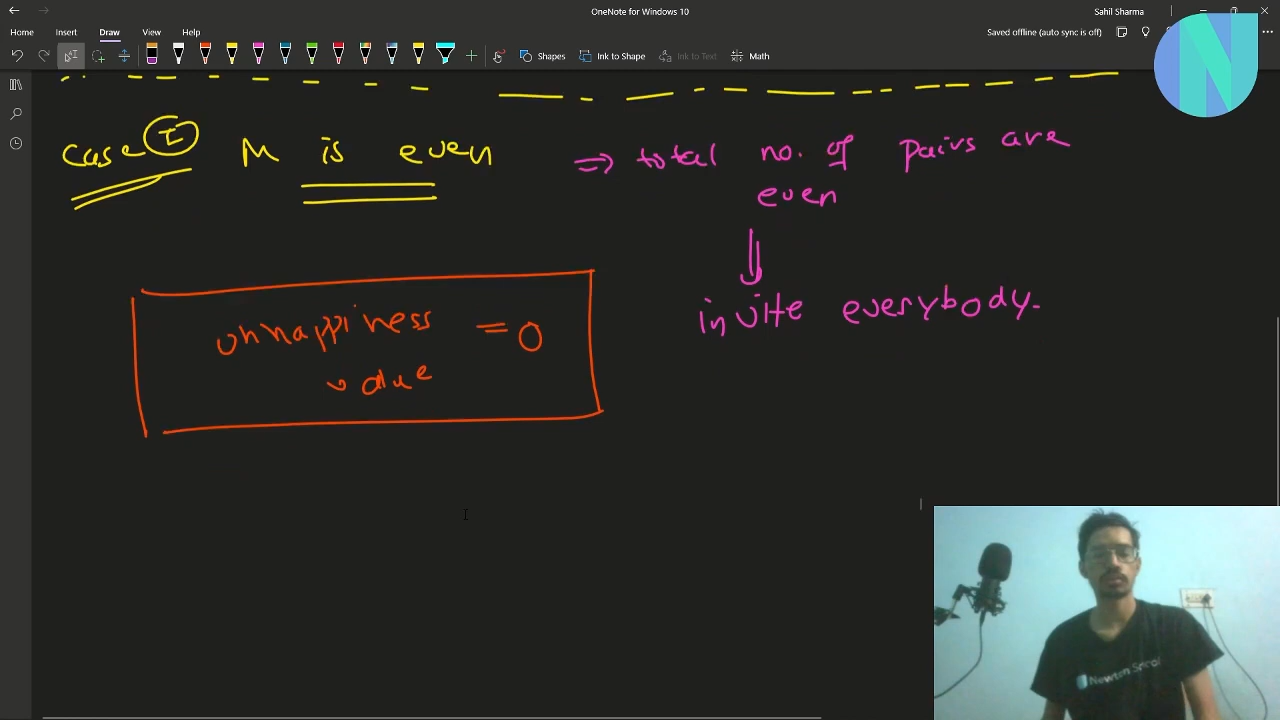 OneNote for Windows 10
Sahil Sharma
Home Insert Draw View Help
Saved offline (auto sync is off)
Shapes Ink to Shape Ink to Text Math
case I M is even ⇒ total no. of pairs are
even
unhappiness = 0
value
invite everybody.
Newton School